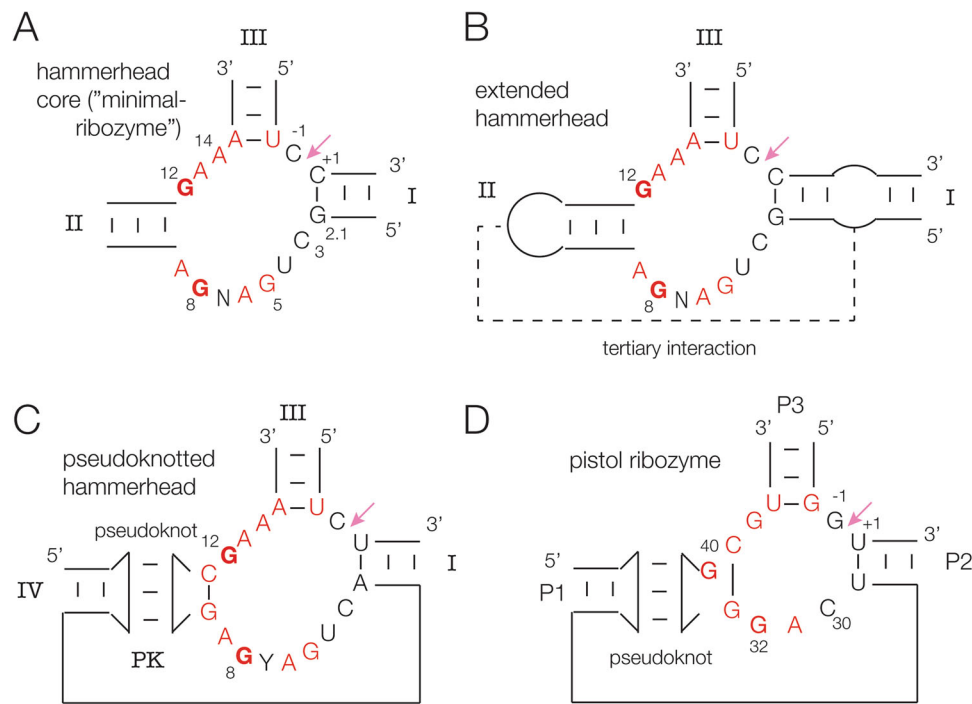 A
III
hammerhead
core ("minimal-
ribozyme")
3' 5'
14 A U -1
A C
12 A +1
G C 3'
II I
G 5'
2.1
C 3
A U
G N A G
8 5
B
III
extended
hammerhead
3' 5'
A U
A C
12 A
G C 3'
II I
G 5'
C
A U
G N A G
8
tertiary interaction
C
III
pseudoknotted
hammerhead
3' 5'
A U
A C
pseudoknot 12 A
G U 3'
5' C I
IV A
G C
A U
PK G Y A G
8
D
P3
pistol ribozyme
3' 5'
U G -1
G G
+1
40 C U 3'
5' G P2
P1 U
G C 30
G A
pseudoknot 32